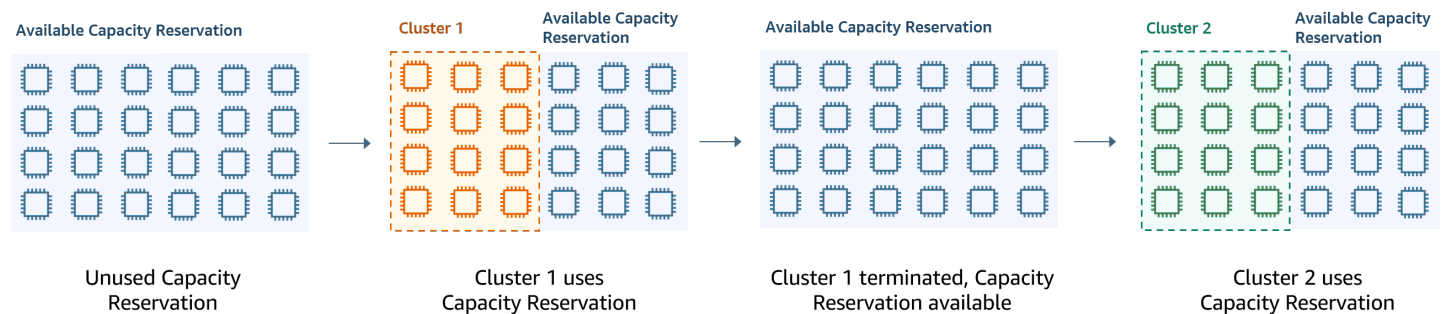 Available Capacity Reservation
Cluster 1
Available Capacity
Reservation
Available Capacity Reservation
Cluster 2
Available Capacity
Reservation
Unused Capacity
Reservation
Cluster 1 uses
Capacity Reservation
Cluster 1 terminated, Capacity
Reservation available
Cluster 2 uses
Capacity Reservation